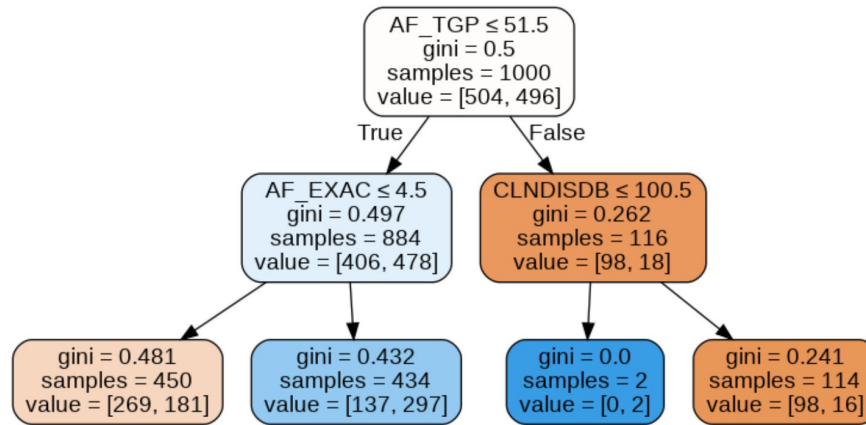 AF_TGP ≤ 51.5
gini = 0.5
samples = 1000
value = [504, 496]
True
False
AF_EXAC ≤ 4.5
gini = 0.497
samples = 884
value = [406, 478]
CLNDISDB ≤ 100.5
gini = 0.262
samples = 116
value = [98, 18]
gini = 0.481
samples = 450
value = [269, 181]
gini = 0.432
samples = 434
value = [137, 297]
gini = 0.0
samples = 2
value = [0, 2]
gini = 0.241
samples = 114
value = [98, 16]